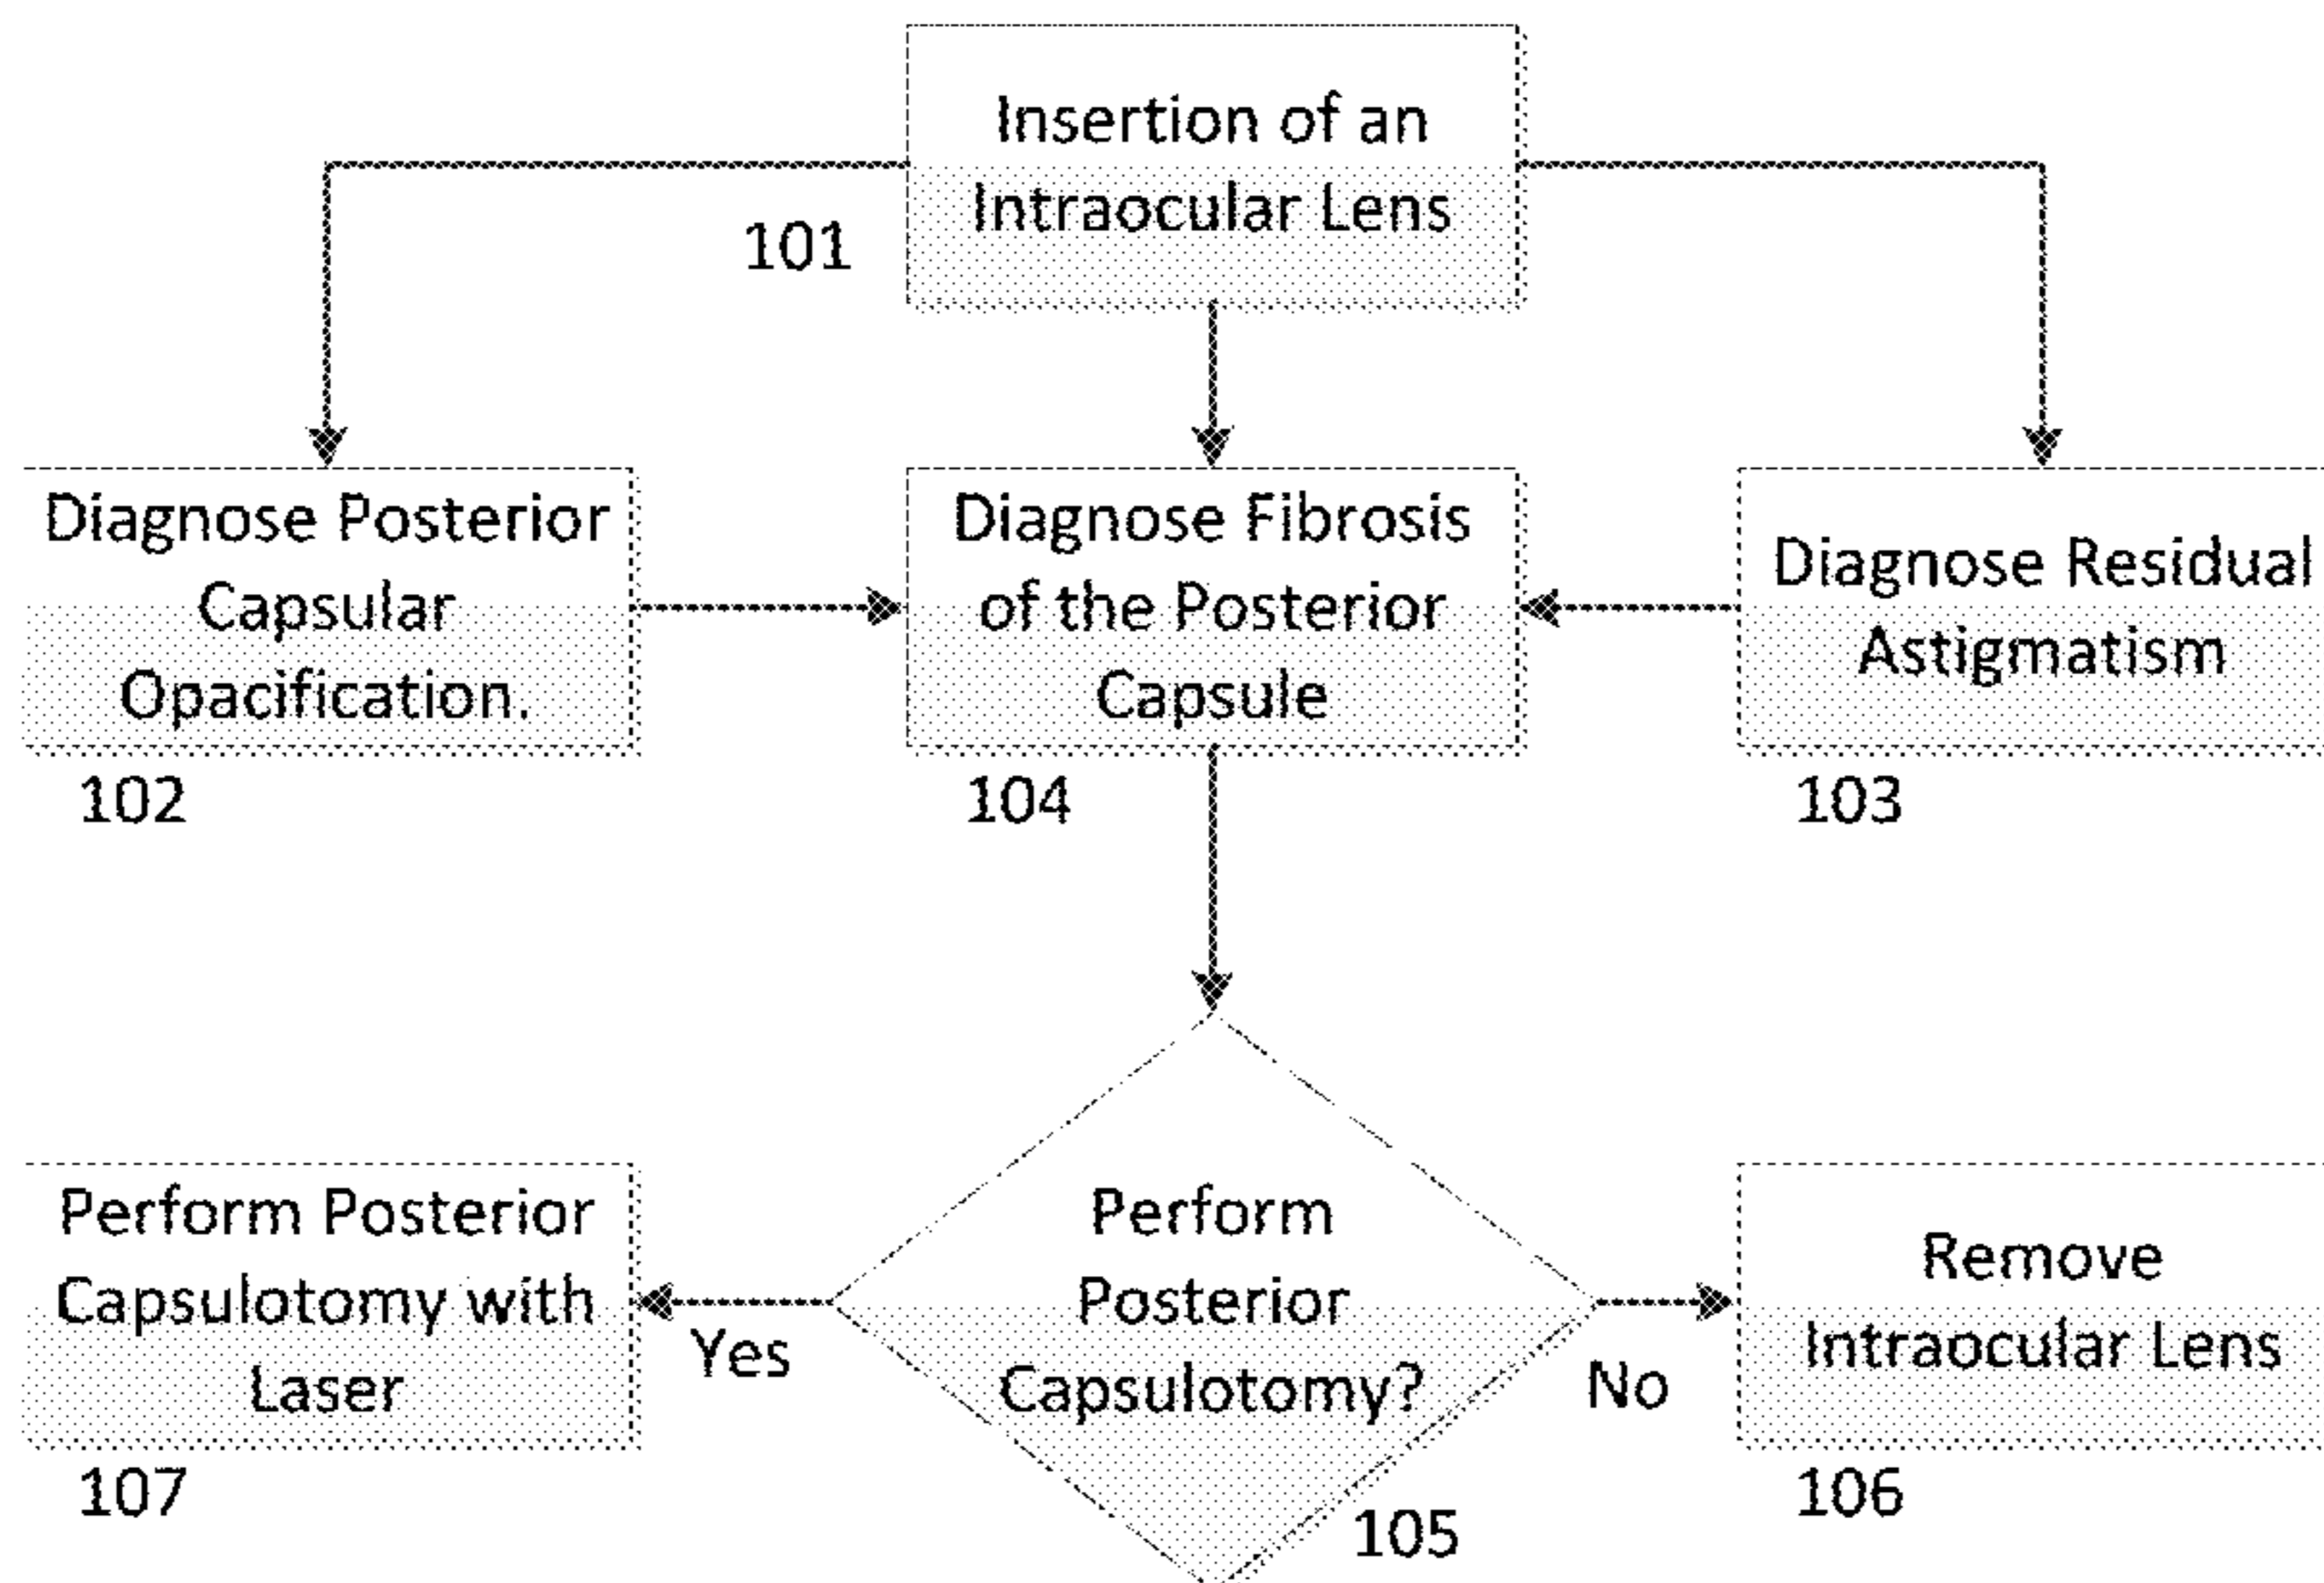 Insertion of an
Intraocular Lens
101
Diagnose Posterior
Capsular
Opacification.
102
Diagnose Fibrosis
of the Posterior
Capsule
104
Diagnose Residual
Astigmatism
103
Perform Posterior
Capsulotomy with
Laser
107
Yes
Perform
Posterior
Capsulotomy?
105
No
Remove
Intraocular Lens
106